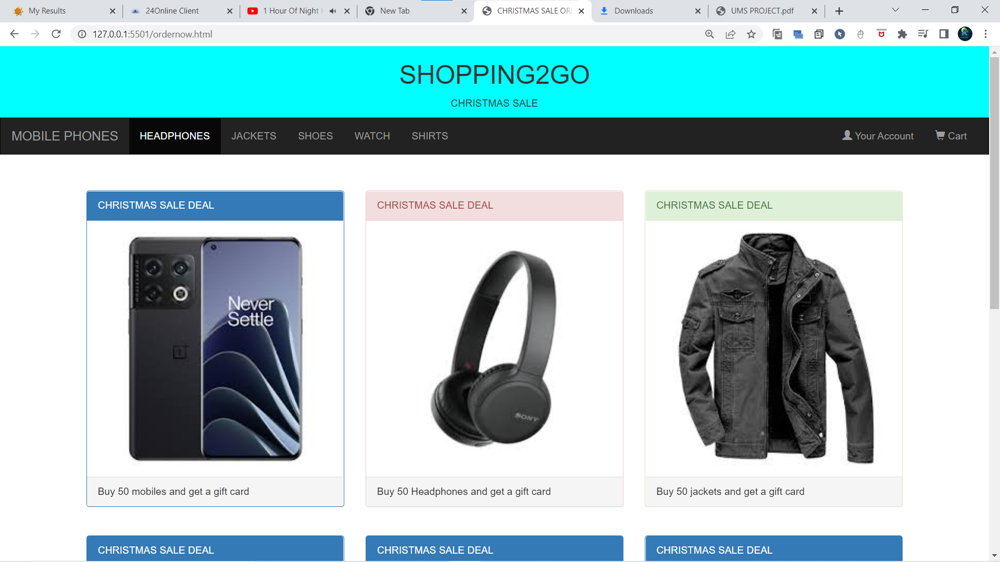 My Results
24Online Client
1 Hour Of Night
New Tab
CHRISTMAS SALE OR
Downloads
UMS PROJECT.pdf
127.0.0.1:5501/ordernow.html
SHOPPING2GO
CHRISTMAS SALE
MOBILE PHONES
HEADPHONES
JACKETS
SHOES
WATCH
SHIRTS
Your Account
Cart
CHRISTMAS SALE DEAL
CHRISTMAS SALE DEAL
CHRISTMAS SALE DEAL
Never
Settle
SONY
Buy 50 mobiles and get a gift card
Buy 50 Headphones and get a gift card
Buy 50 jackets and get a gift card
CHRISTMAS SALE DEAL
CHRISTMAS SALE DEAL
CHRISTMAS SALE DEAL